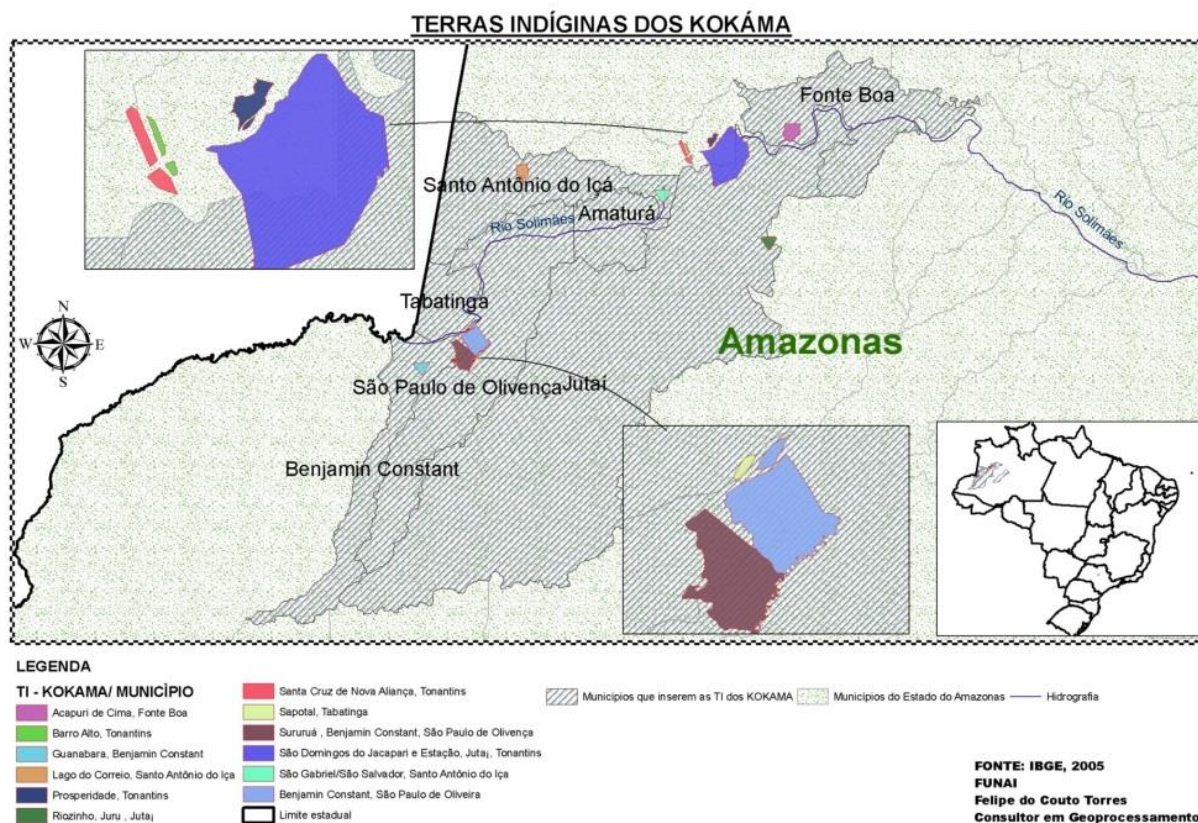 TERRAS INDÍGINAS DOS KOKÁMA
Fonte Boa
Santo Antônio do Içá
Amaturá
Rio Solimães
Rio Solimães
Tabatinga
N
W
E
S
Amazonas
São Paulo de Olivença
Jutaí
Benjamin Constant
LEGENDA
TI - KOKAMA/ MUNICÌPIO
Acapuri de Cima, Fonte Boa
Barro Alto, Tonantins
Guanabara, Benjamin Constant
Lago do Correio, Santo Antônio do Iça
Prosperidade, Tonantins
Riozinho, Juru , Juta¡
Santa Cruz de Nova Aliança, Tonantins
Sapotal, Tabatinga
Sururuá , Benjamin Constant, São Paulo de Olivença
São Domingos do Jacapari e Estação, Juta¡, Tonantins
São Gabriel/São Salvador, Santo Antônio do Iça
Benjamin Constant, São Paulo de Oliveira
Limite estadual
Municípios que inserem as TI dos KOKAMA
Municípios do Estado do Amazonas
Hidrografia
FONTE: IBGE, 2005
FUNAI
Felipe do Couto Torres
Consultor em Geoprocessamento